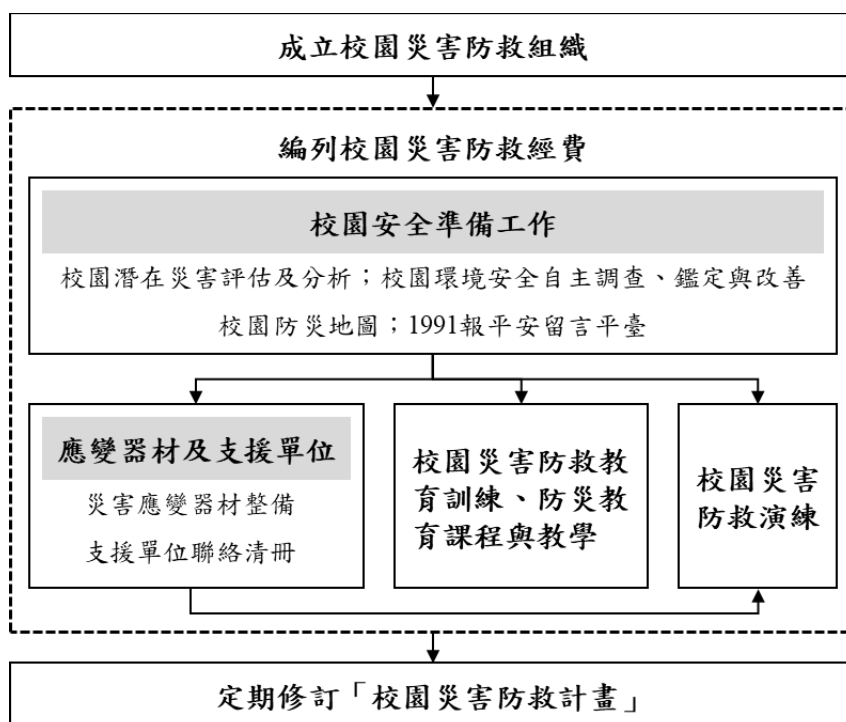 成立校園災害防救組織
編列校園災害防救經費
校園安全準備工作
校園潛在災害評估及分析；校園環境安全自主調查、鑑定與改善
校園防災地圖；1991報平安留言平臺
應變器材及支援單位
災害應變器材整備
支援單位聯絡清冊
校園災害防救教
育訓練、防災教
育課程與教學
校園災害
防救演練
定期修訂「校園災害防救計畫」